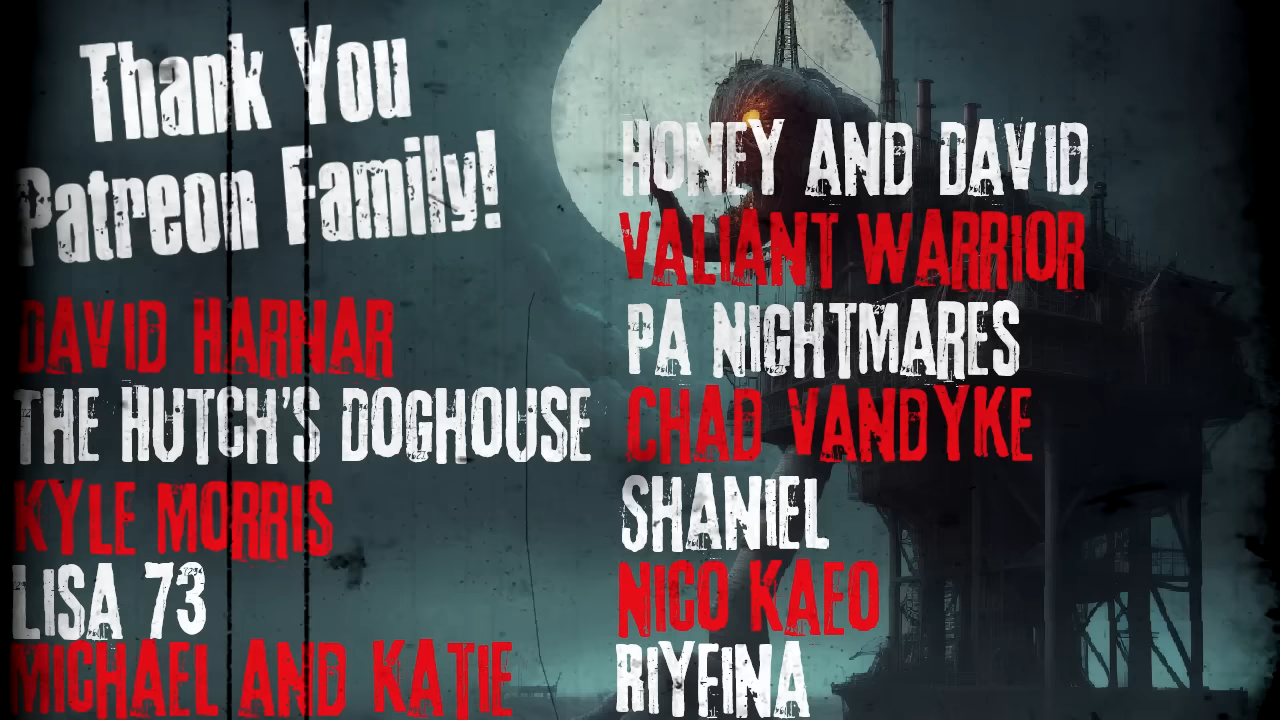 Thank You
Patreon Family!
DAVID HARNAR
THE HUTCH'S DOGHOUSE
KYLE MORRIS
LISA 73
MICHAEL AND KATIE
HONEY AND DAVID
VALIANT WARRIOR
PA NIGHTMARES
CHAD VANDYKE
SHANIEL
NICO KAEO
RIYEINA